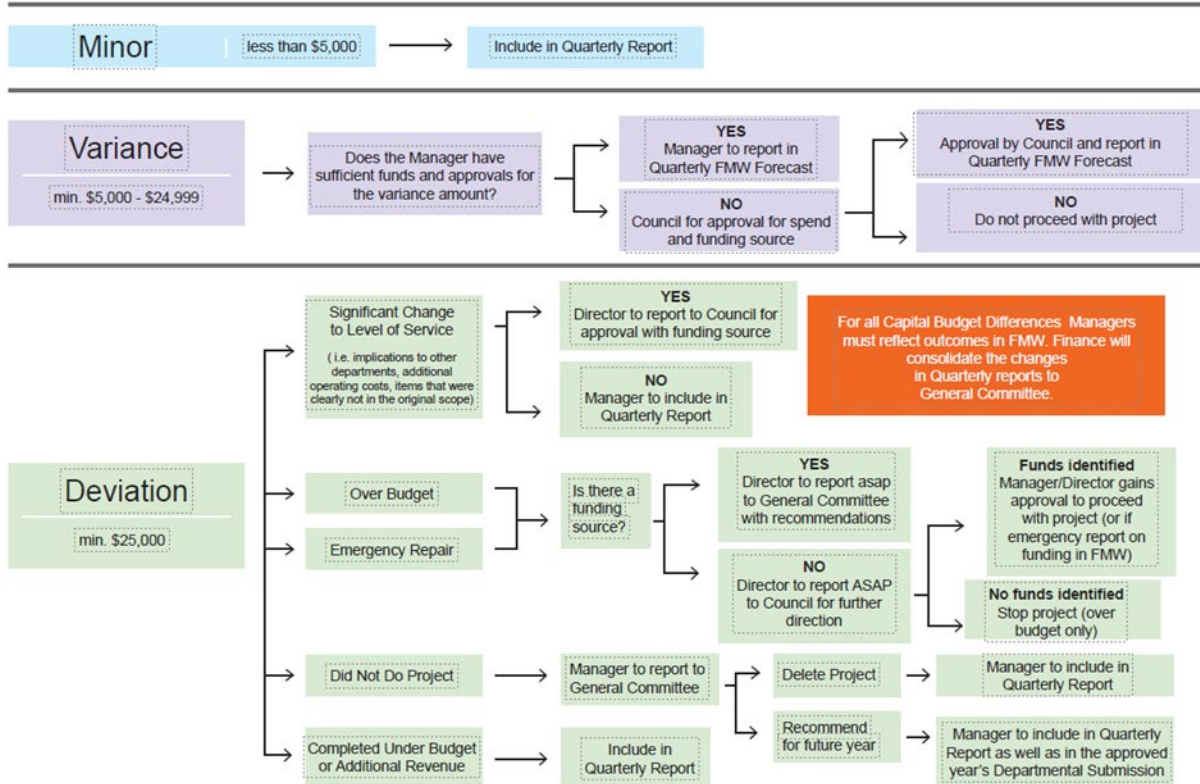 Minor
less than $5,000
Include in Quarterly Report
Variance
min. $5,000 - $24,999
Does the Manager have
sufficient funds and approvals for
the variance amount?
YES
Manager to report in
Quarterly FMW Forecast
NO
Council for approval for spend
and funding source
YES
Approval by Council and report in
Quarterly FMW Forecast
NO
Do not proceed with project
Deviation
min. $25,000
Significant Change
to Level of Service
( i.e. implications to other
departments, additional
operating costs, items that were
clearly not in the original scope)
YES
Director to report to Council for
approval with funding source
NO
Manager to include in
Quarterly Report
For all Capital Budget Differences Managers
must reflect outcomes in FMW. Finance will
consolidate the changes
in Quarterly reports to
General Committee.
Over Budget
Emergency Repair
Is there a
funding
source?
YES
Director to report asap
to General Committee
with recommendations
NO
Director to report ASAP
to Council for further
direction
Funds identified
Manager/Director gains
approval to proceed
with project (or if
emergency report on
funding in FMW)
No funds identified
Stop project (over
budget only)
Did Not Do Project
Manager to report to
General Committee
Delete Project
Manager to include in
Quarterly Report
Recommend
for future year
Manager to include in Quarterly
Report as well as in the approved
year's Departmental Submission
Completed Under Budget
or Additional Revenue
Include in
Quarterly Report